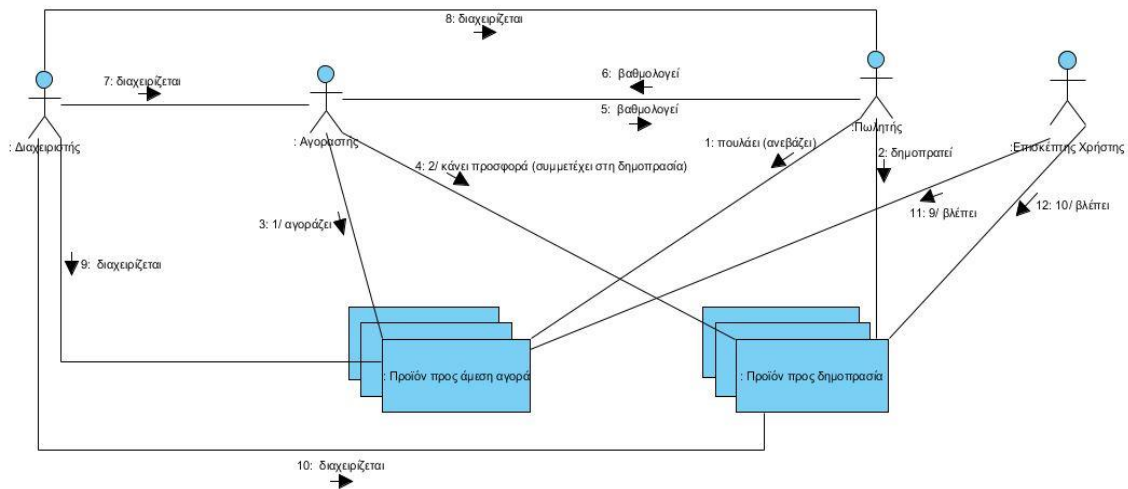 8: διαχειρίζεται
7: διαχειρίζεται
6: βαθμολογεί
5: βαθμολογεί
: Διαχειριστής
: Αγοραστής
:Πωλητής
:Επισκέπτης Χρήστης
1: πουλάει (ανεβάζει)
2: δημοπρατεί
4: 2/ κάνει προσφορά (συμμετέχει στη δημοπρασία)
3: 1/ αγοράζει
11: 9/ βλέπει
12: 10/ βλέπει
9: διαχειρίζεται
: Προϊόν προς άμεση αγορά
: Προϊόν προς δημοπρασία
10: διαχειρίζεται